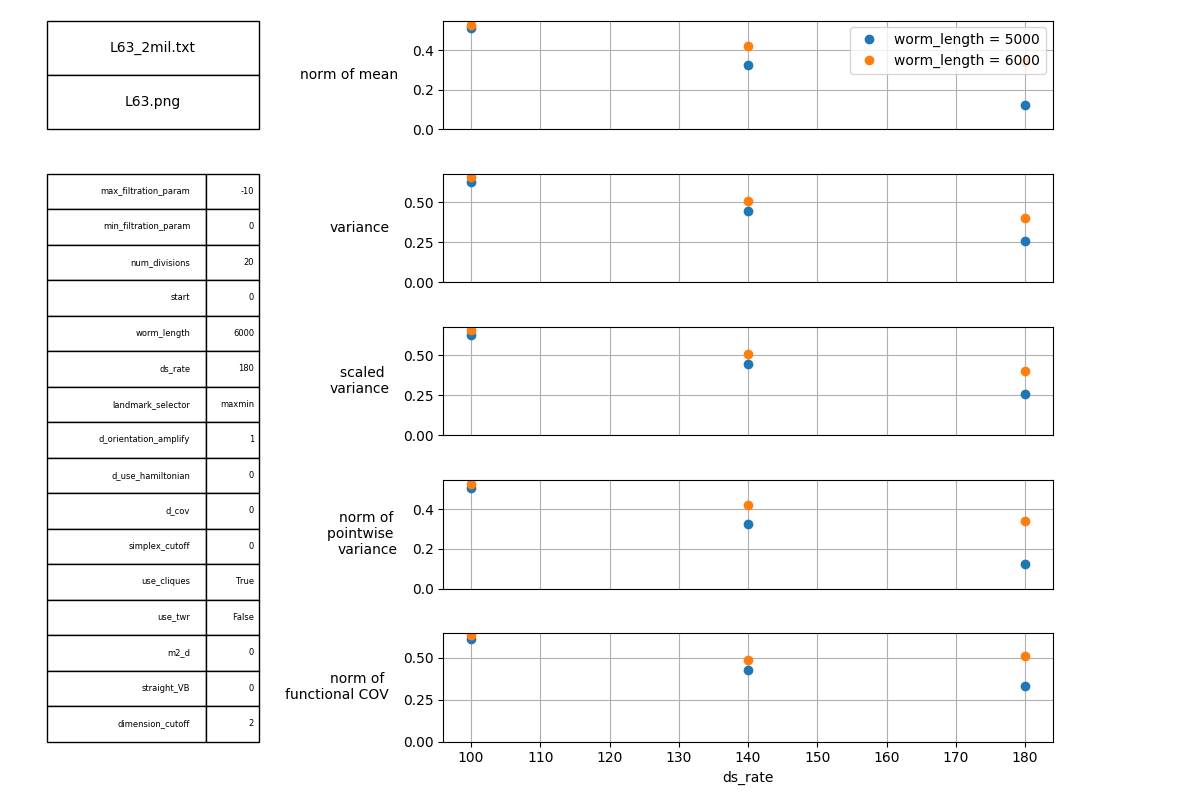 L63_2mil.txt
L63.png
max_filtration_param -10
min_filtration_param 0
num_divisions 20
start 0
worm_length 6000
ds_rate 180
landmark_selector maxmin
d_orientation_amplify 1
d_use_hamiltonian 0
d_cov 0
simplex_cutoff 0
use_cliques True
use_twr False
m2_d 0
straight_VB 0
dimension_cutoff 2
norm of mean
0.4
0.2
0.0
worm_length = 5000
worm_length = 6000
variance
0.50
0.25
0.00
scaled
variance
0.50
0.25
0.00
norm of
pointwise
variance
0.4
0.2
0.0
norm of
functional COV
0.50
0.25
0.00
100 110 120 130 140 150 160 170 180
ds_rate